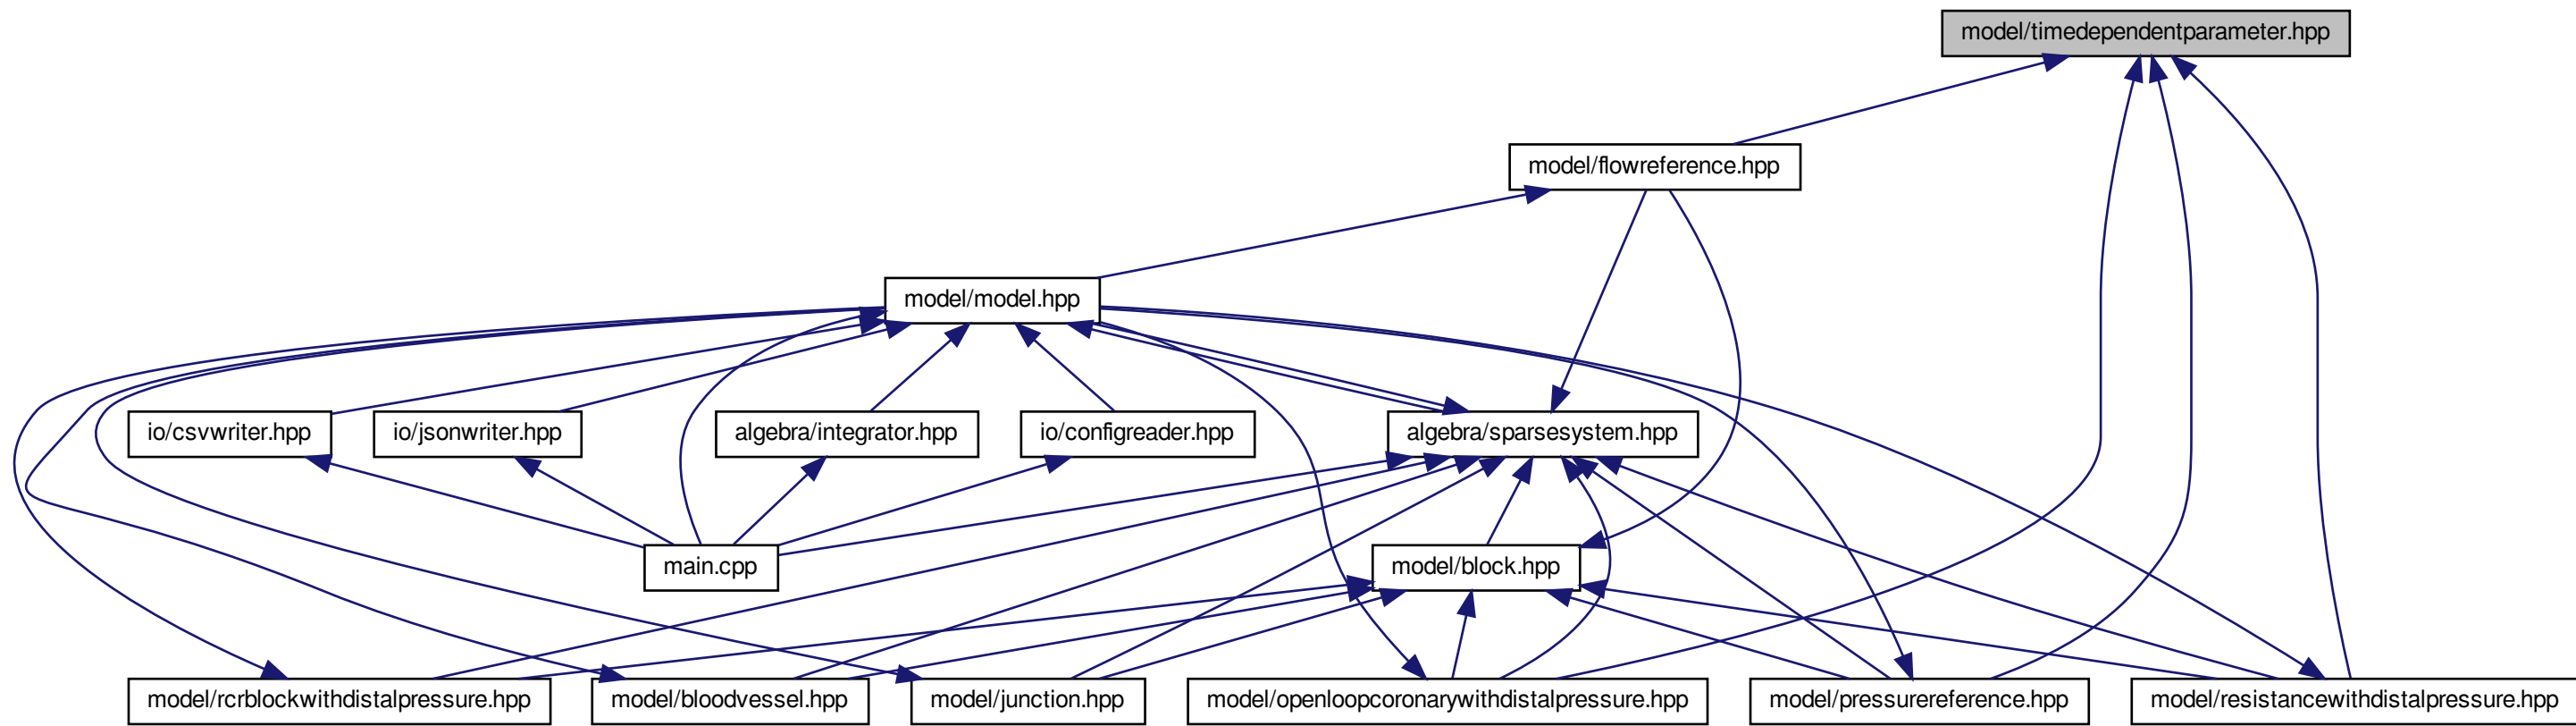 model/timedependentparameter.hpp
model/flowreference.hpp
model/model.hpp
io/csvwriter.hpp
io/jsonwriter.hpp
algebra/integrator.hpp
io/configreader.hpp
algebra/sparsesystem.hpp
main.cpp
model/block.hpp
model/rcrblockwithdistalpressure.hpp
model/bloodvessel.hpp
model/junction.hpp
model/openloopcoronarywithdistalpressure.hpp
model/pressurereference.hpp
model/resistancewithdistalpressure.hpp